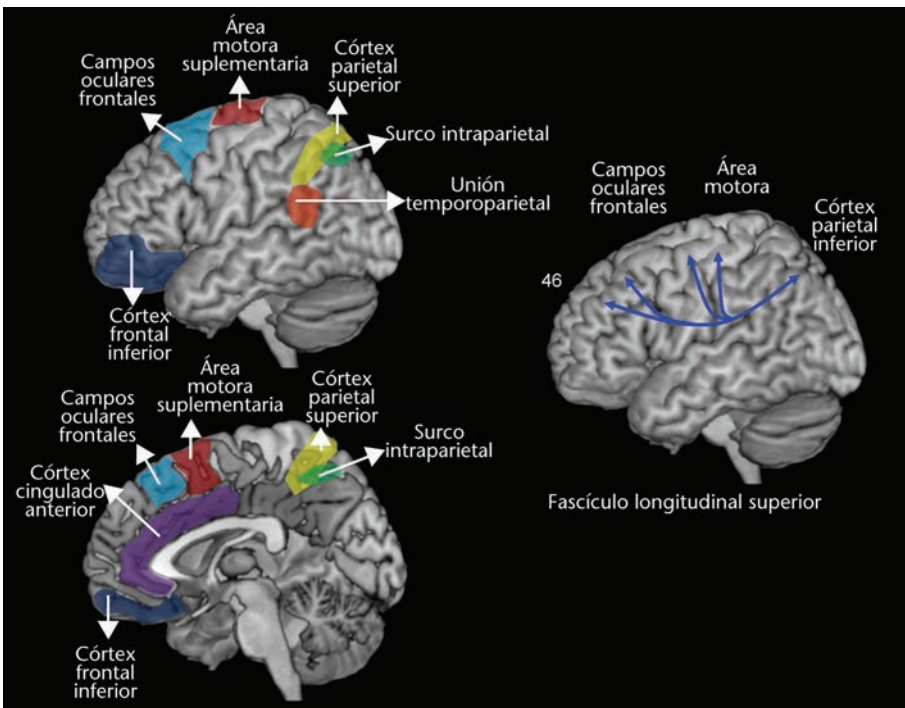 Campos
oculares
frontales
Área
motora
suplementaria
Córtex
parietal
superior
Surco intraparietal
Unión
temporoparietal
Córtex
frontal
inferior
Campos
oculares
frontales
Área
motora
suplementaria
Córtex
parietal
superior
Surco
intraparietal
Córtex
cingulado
anterior
Córtex
frontal
inferior
Campos
oculares
frontales
Área
motora
Córtex
parietal
inferior
46
Fascículo longitudinal superior